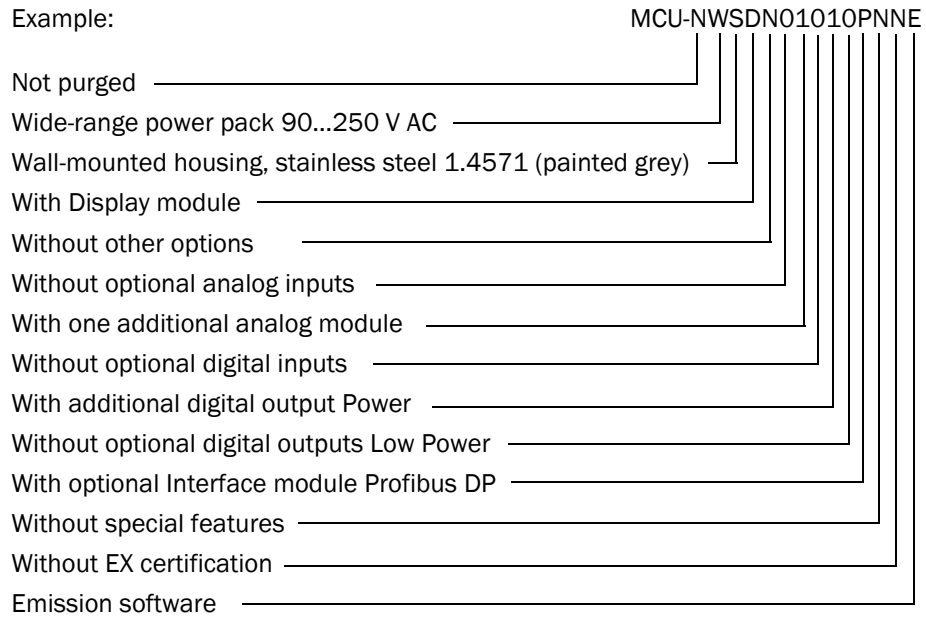 Example: MCU-NWSDN01010PNNE
Not purged
Wide-range power pack 90...250 V AC
Wall-mounted housing, stainless steel 1.4571 (painted grey)
With Display module
Without other options
Without optional analog inputs
With one additional analog module
Without optional digital inputs
With additional digital output Power
Without optional digital outputs Low Power
With optional Interface module Profibus DP
Without special features
Without EX certification
Emission software